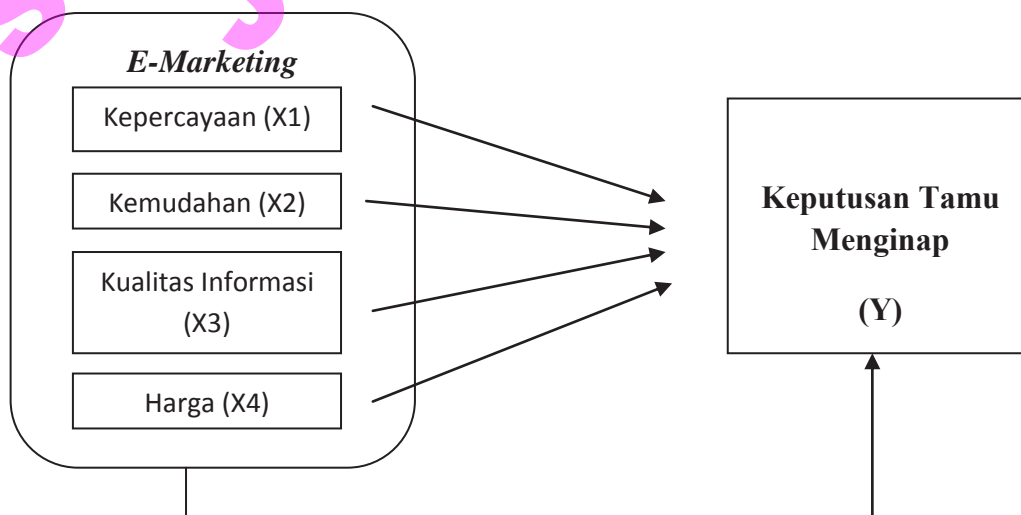 E-Marketing
Kepercayaan (X1)
Kemudahan (X2)
Kualitas Informasi
(X3)
Harga (X4)
Keputusan Tamu
Menginap
(Y)